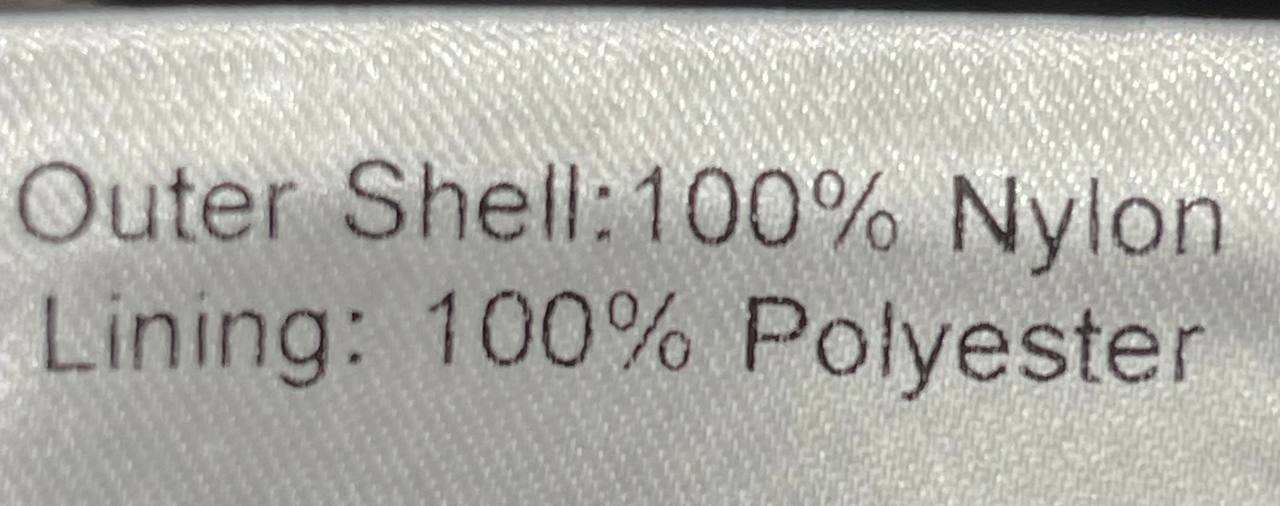 Outer Shell:100% Nylon
Lining: 100% Polyester